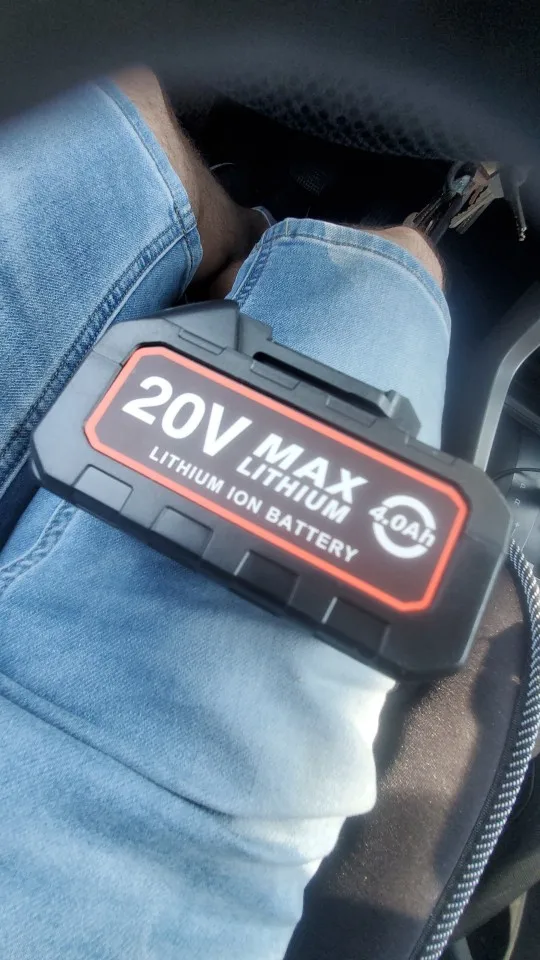 20V MAX
LITHIUM
4.0Ah
LITHIUM ION BATTERY